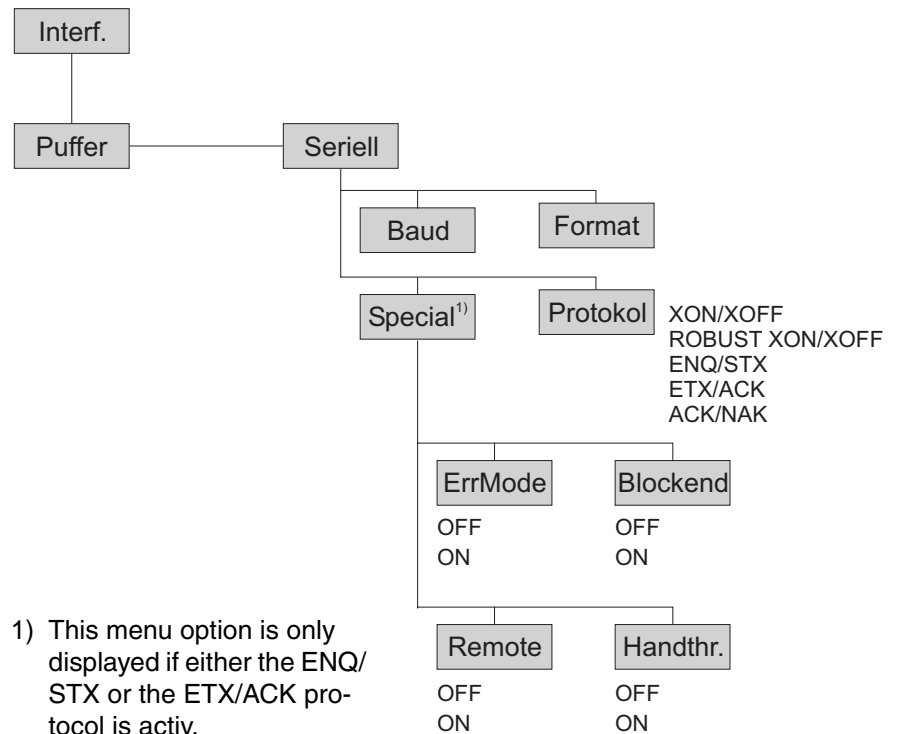 Interf.
Puffer
Seriell
Baud
Format
Special1)
Protokol
XON/XOFF
ROBUST XON/XOFF
ENQ/STX
ETX/ACK
ACK/NAK
ErrMode
OFF
ON
Blockend
OFF
ON
Remote
OFF
ON
Handthr.
OFF
ON
1) This menu option is only
displayed if either the ENQ/
STX or the ETX/ACK pro-
tocol is activ.